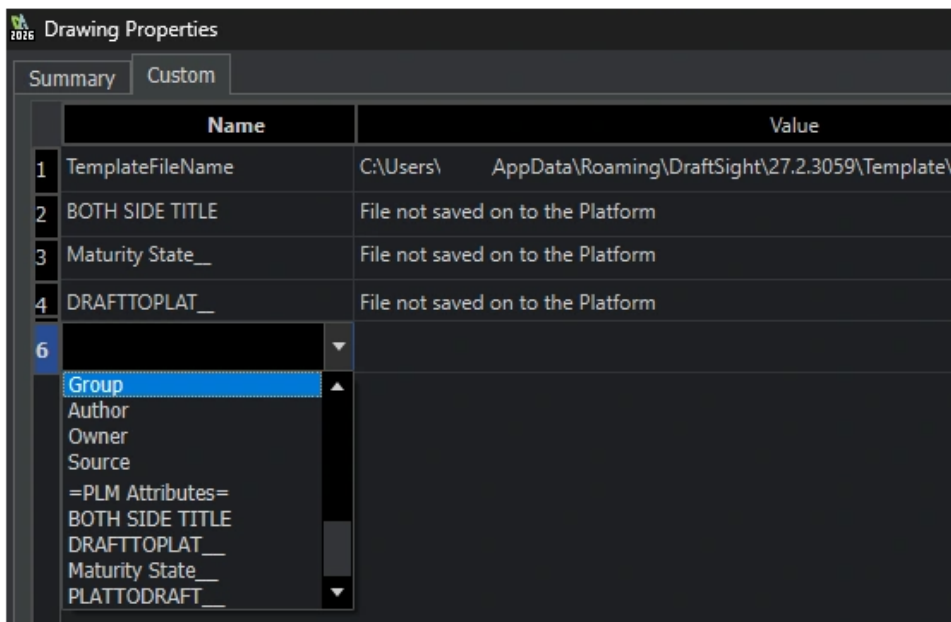 2026 Drawing Properties
Summary Custom
Name Value
1 TemplateFileName C:\Users\ AppData\Roaming\DraftSight\27.2.3059\Template\
2 BOTH SIDE TITLE File not saved on to the Platform
3 Maturity State__ File not saved on to the Platform
4 DRAFTTOPLAT__ File not saved on to the Platform
6
Group
Author
Owner
Source
=PLM Attributes=
BOTH SIDE TITLE
DRAFTTOPLAT__
Maturity State__
PLATTODRAFT__